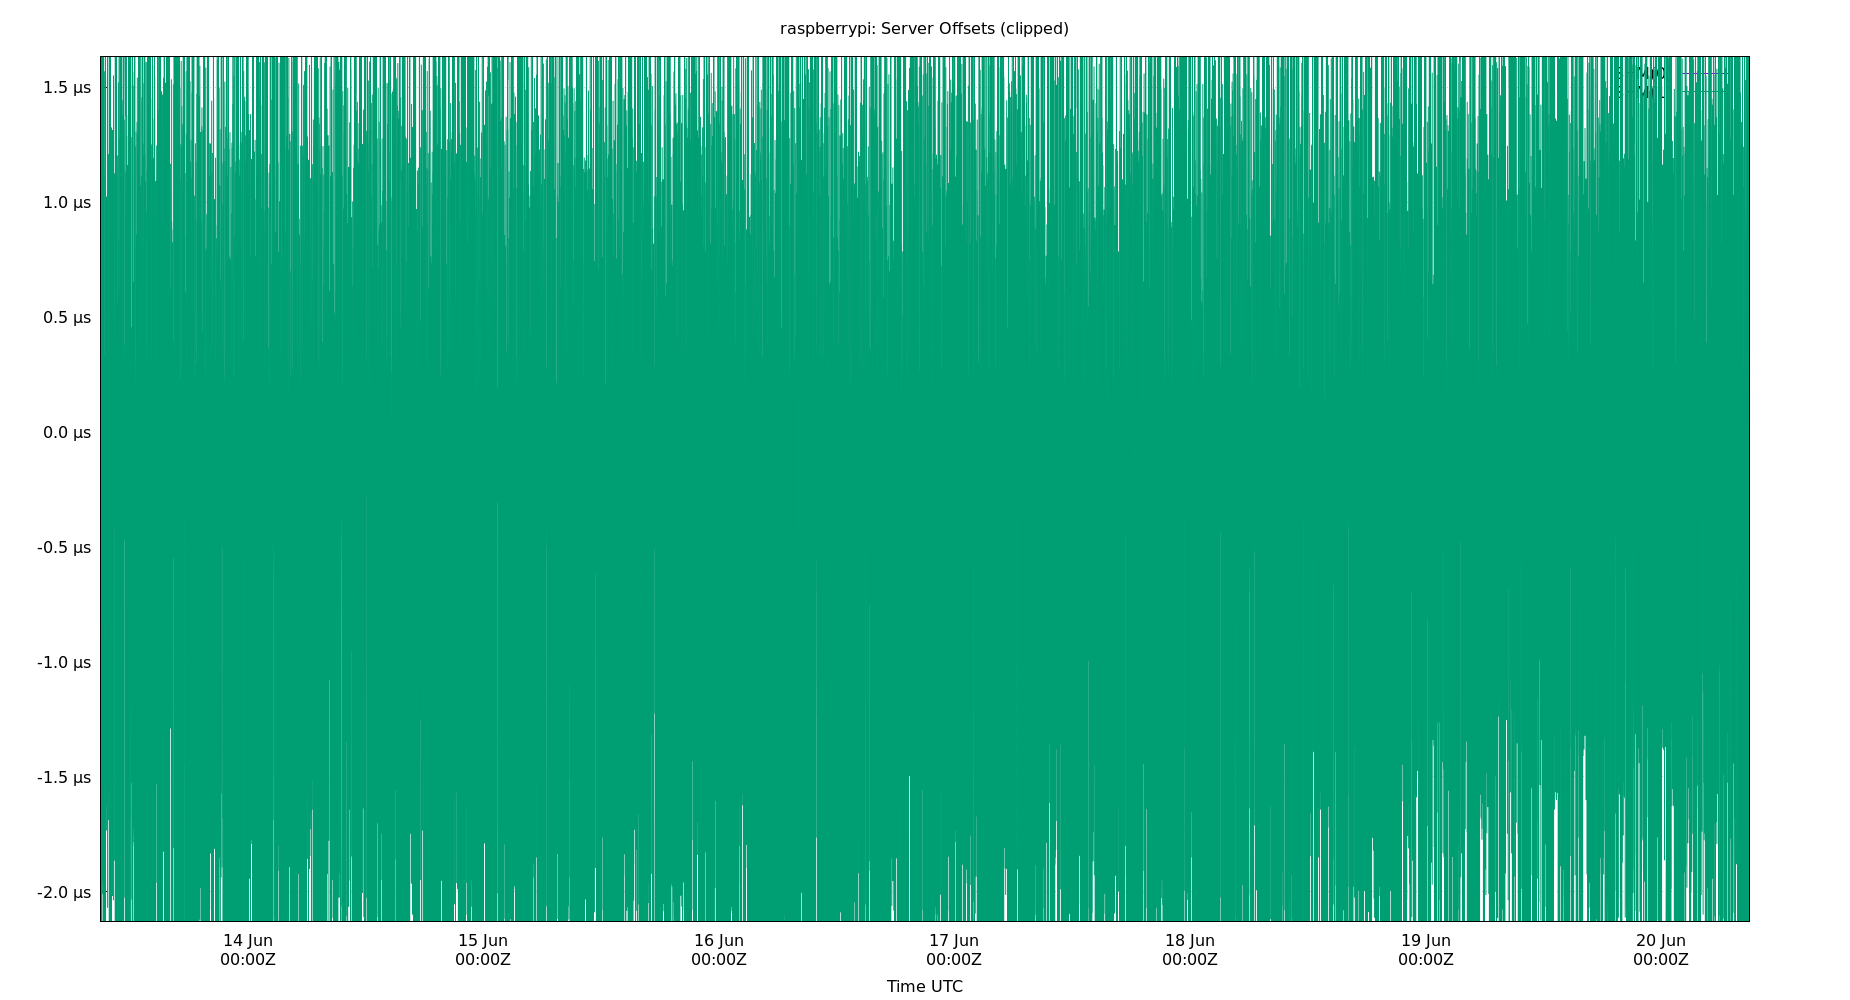 raspberrypi: Server Offsets (clipped)
1.5 µs
1.0 µs
0.5 µs
0.0 µs
-0.5 µs
-1.0 µs
-1.5 µs
-2.0 µs
14 Jun 15 Jun 16 Jun 17 Jun 18 Jun 19 Jun 20 Jun
00:00Z 00:00Z 00:00Z 00:00Z 00:00Z 00:00Z 00:00Z
Time UTC